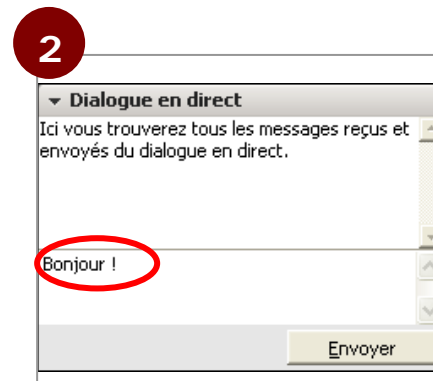 2
Dialogue en direct
Ici vous trouverez tous les messages reçus et
envoyés du dialogue en direct.
Bonjour !
Envoyer